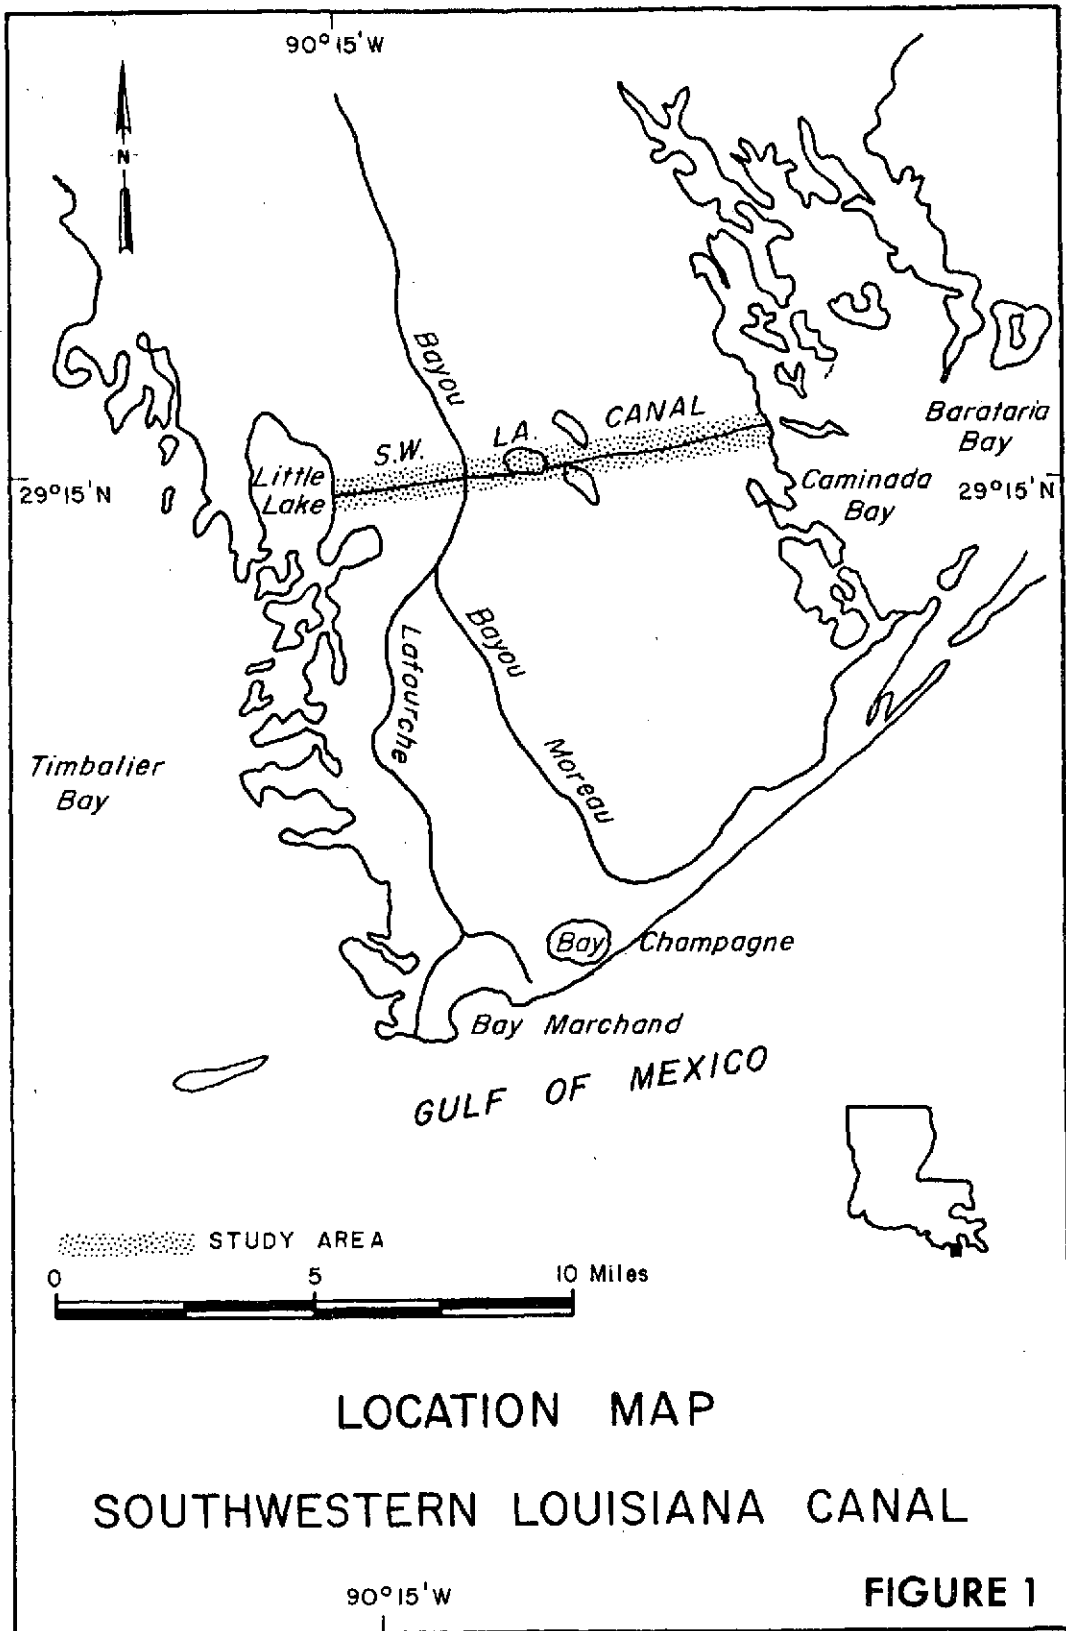 90°15'W
N
Bayou
S.W. LA. CANAL
Barataria
Bay
Little
Lake
29°15'N
Caminada
Bay
29°15'N
Bayou
Lafourche
Moreau
Timbalier
Bay
Bay Champagne
Bay Marchand
GULF OF MEXICO
STUDY AREA
0 5 10 Miles
LOCATION MAP
SOUTHWESTERN LOUISIANA CANAL
FIGURE 1
90°15'W